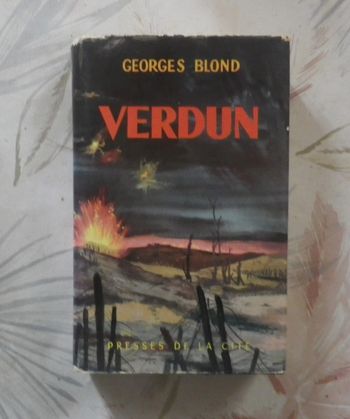 GEORGES BLOND
VERDUN
PRESSES DE LA CITÉ